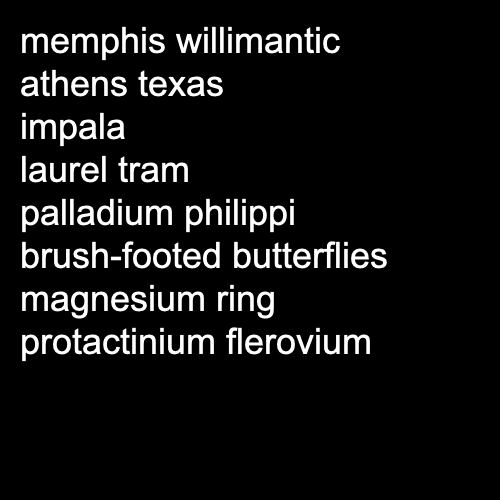 memphis willimantic
athens texas
impala
laurel tram
palladium philippi
brush-footed butterflies
magnesium ring
protactinium flerovium